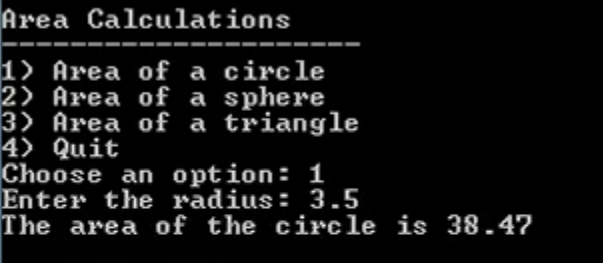 Area Calculations
---------------------
1) Area of a circle
2) Area of a sphere
3) Area of a triangle
4) Quit
Choose an option: 1
Enter the radius: 3.5
The area of the circle is 38.47